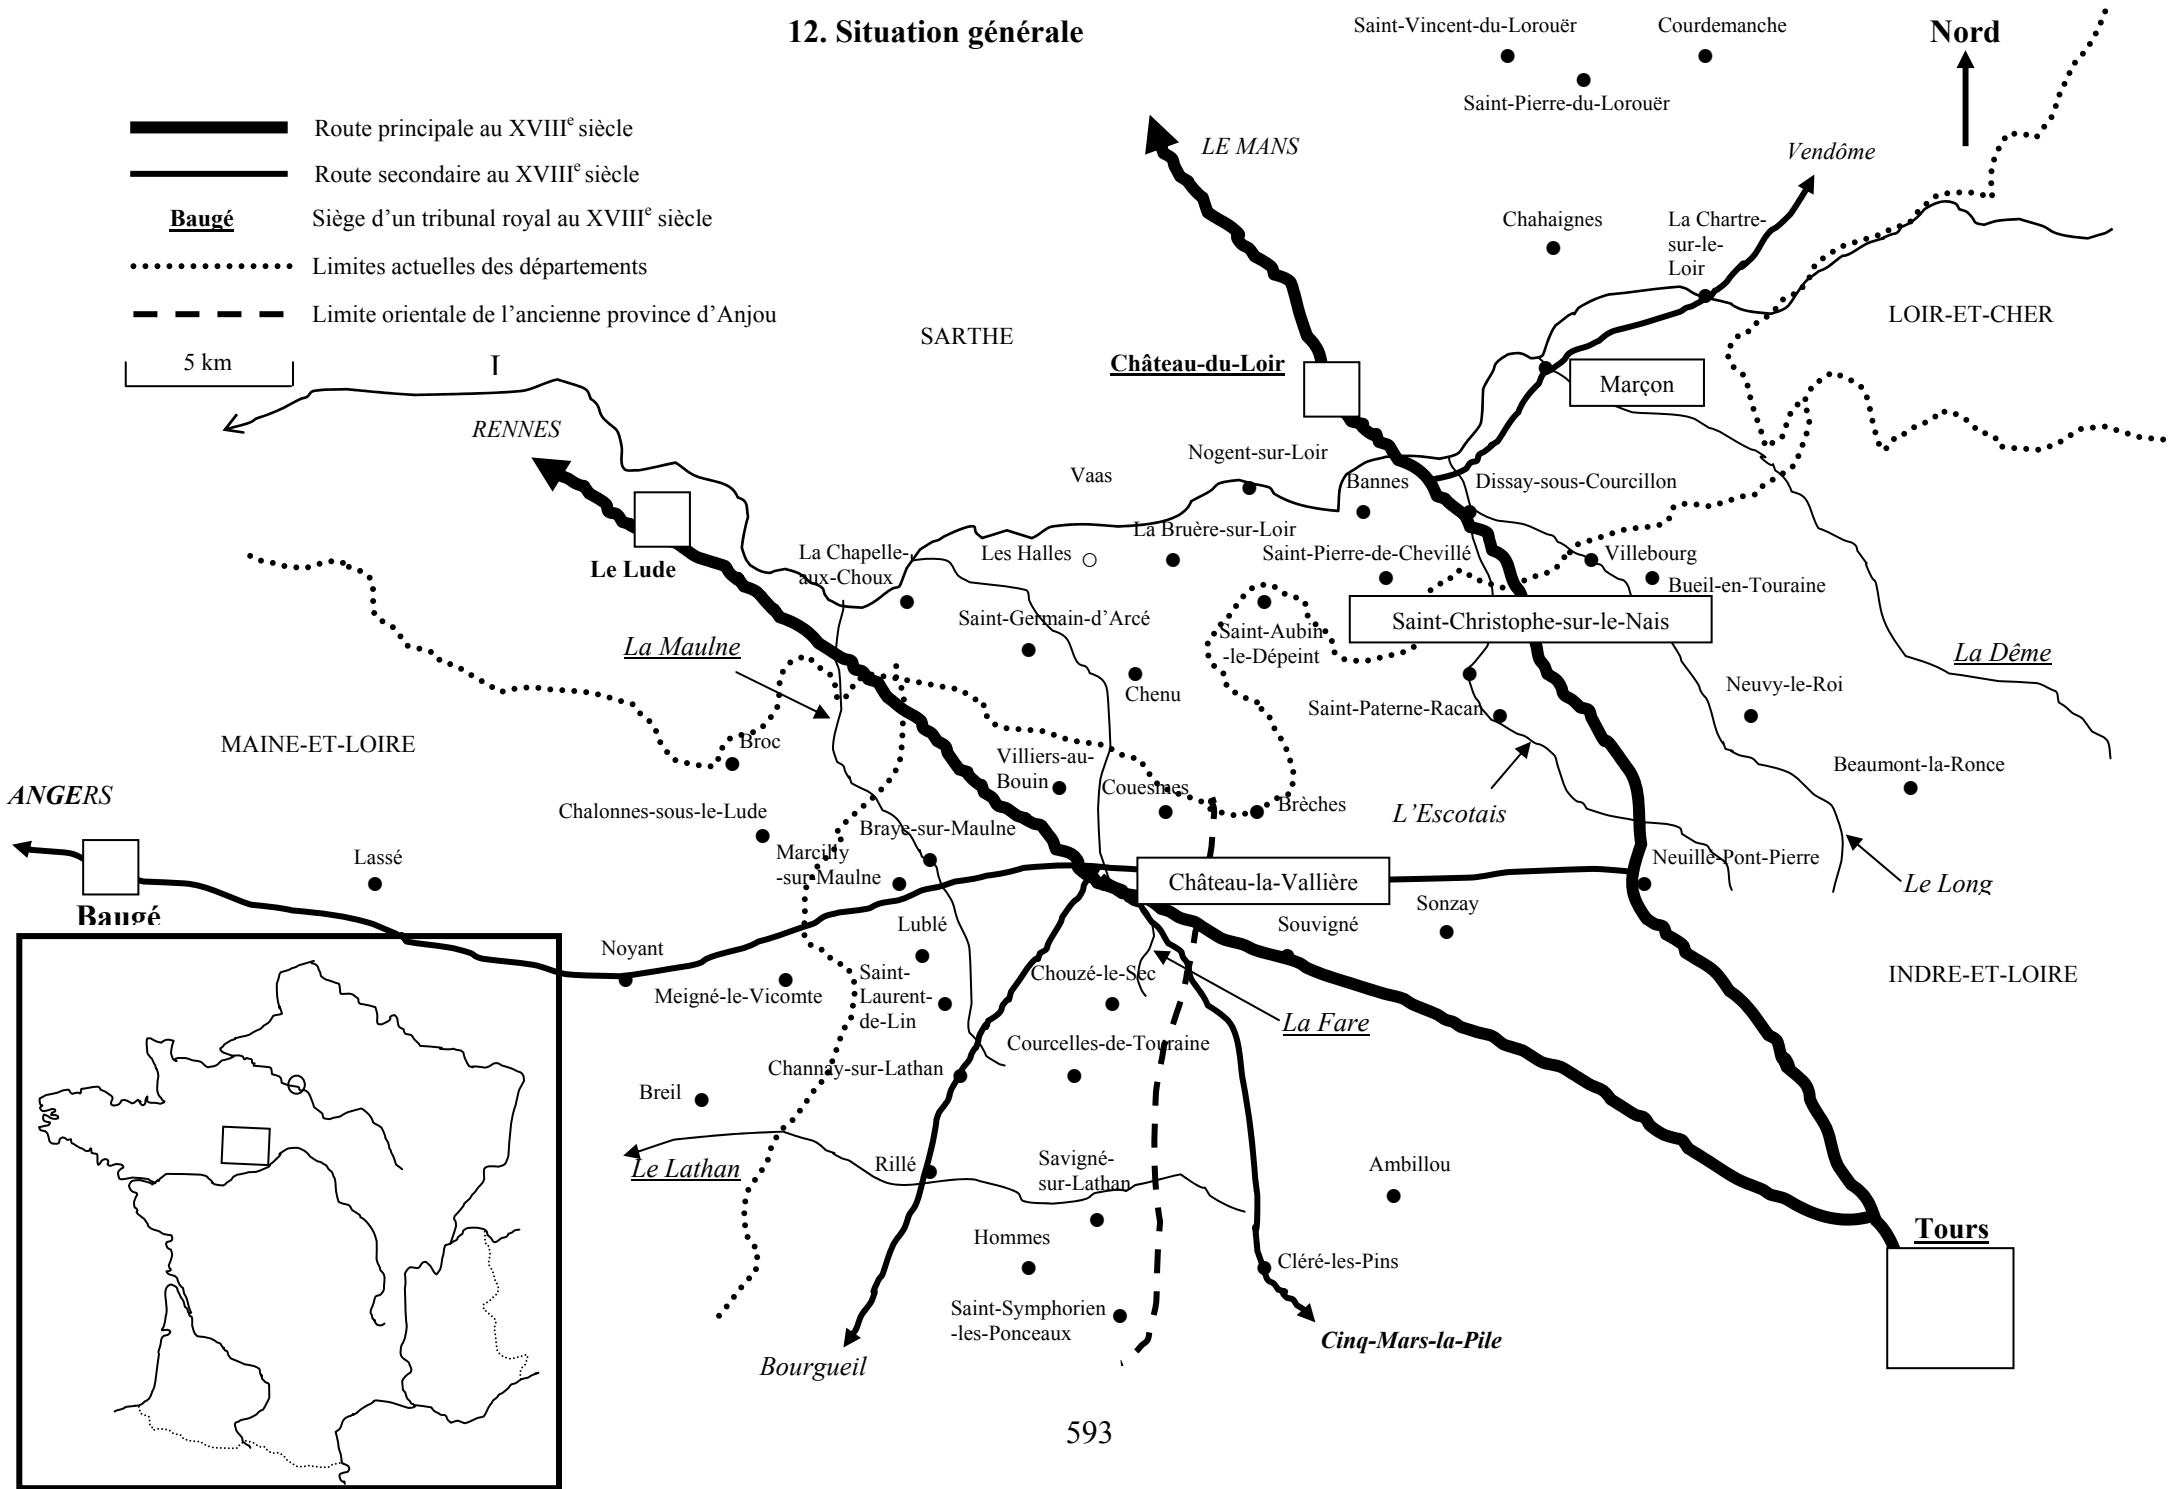 12. Situation générale
Saint-Vincent-du-Lorouër
Courdemanche
Nord
Saint-Pierre-du-Lorouër
Route principale au XVIIIe siècle
LE MANS
Vendôme
Route secondaire au XVIIIe siècle
Baugé
Siège d’un tribunal royal au XVIIIe siècle
Chahaignes
La Chartre-
sur-le-
Loir
Limites actuelles des départements
Limite orientale de l’ancienne province d’Anjou
LOIR-ET-CHER
SARTHE
5 km
Château-du-Loir
Marçon
RENNES
Nogent-sur-Loir
Vaas
Bannes
Dissay-sous-Courcillon
La Bruère-sur-Loir
La Chapelle-
aux-Choux
Les Halles
Saint-Pierre-de-Chevillé
Villebourg
Le Lude
Bueil-en-Touraine
Saint-Germain-d’Arcé
Saint-Christophe-sur-le-Nais
Saint-Aubin
-le-Dépeint
La Maulne
La Dême
Chenu
Neuvy-le-Roi
Saint-Paterne-Racan
MAINE-ET-LOIRE
Broc
Villiers-au-
Bouin
Beaumont-la-Ronce
ANGERS
Couesmes
Brèches
Chalonnes-sous-le-Lude
L’Escotais
Braye-sur-Maulne
Lassé
Marcilly
-sur-Maulne
Neuillé-Pont-Pierre
Château-la-Vallière
Le Long
Baugé
Sonzay
Lublé
Souvigné
Noyant
Saint-
Laurent-
de-Lin
Chouzé-le-Sec
INDRE-ET-LOIRE
Meigné-le-Vicomte
La Fare
Courcelles-de-Touraine
Channay-sur-Lathan
Breil
Le Lathan
Rillé
Savigné-
sur-Lathan
Ambillou
Tours
Hommes
Cléré-les-Pins
Saint-Symphorien
-les-Ponceaux
Cinq-Mars-la-Pile
Bourgueil
593